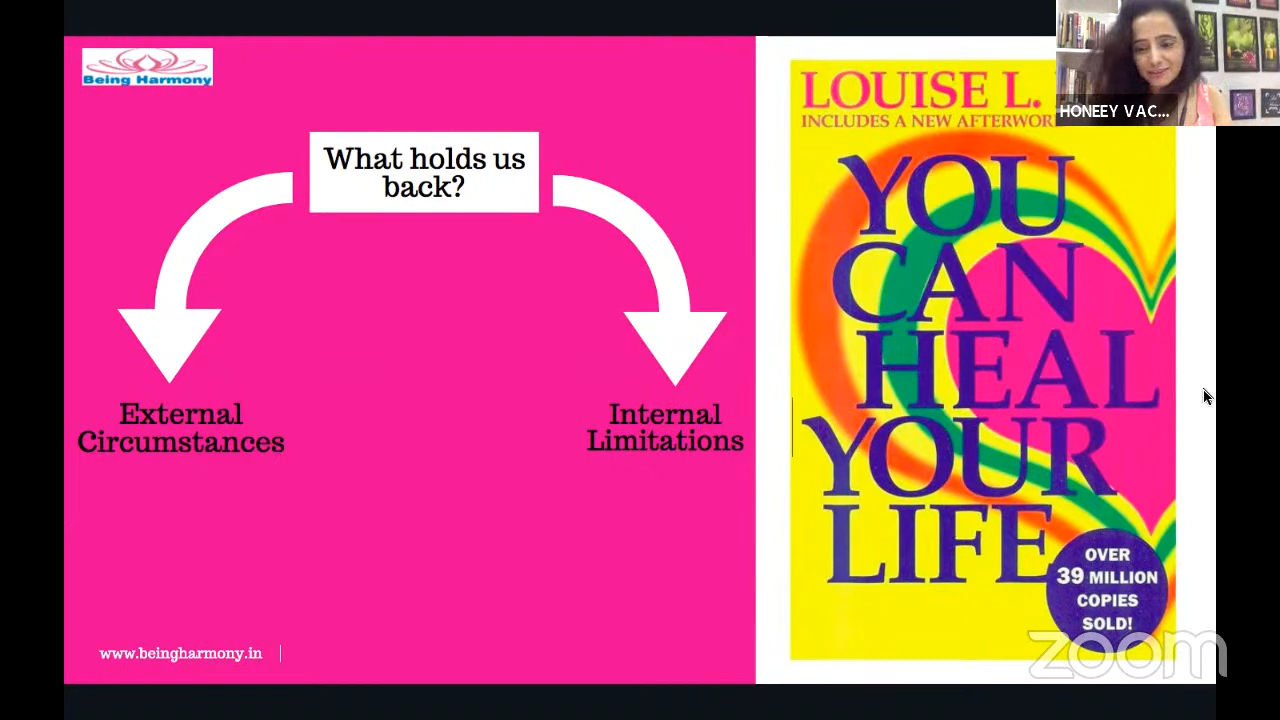 Being Harmony
What holds us
back?
External
Circumstances
Internal
Limitations
www.beingharmony.in
LOUISE L.
INCLUDES A NEW
YOU
CAN
HEAL
YOUR
LIFE
OVER
39 MILLION
COPIES
SOLD!
HONEEY VAC...
zoom